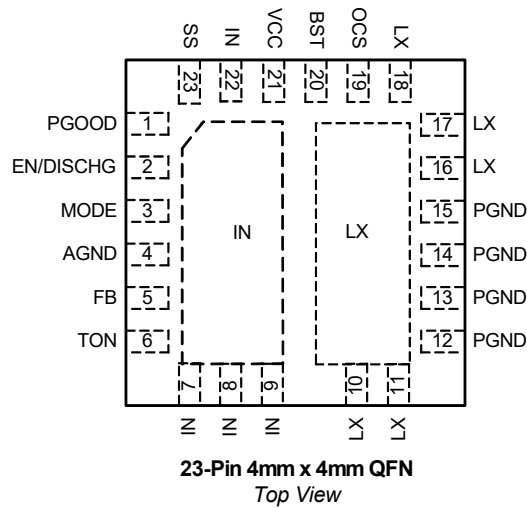 SS IN VCC BST OCS LX
23 22 21 20 19 18
PGOOD 1 17 LX
EN/DISCHG 2 16 LX
MODE 3 15 PGND
AGND 4 14 PGND
FB 5 13 PGND
TON 6 12 PGND
IN LX
7 8 9 10 11
IN IN IN LX LX
23-Pin 4mm x 4mm QFN
Top View